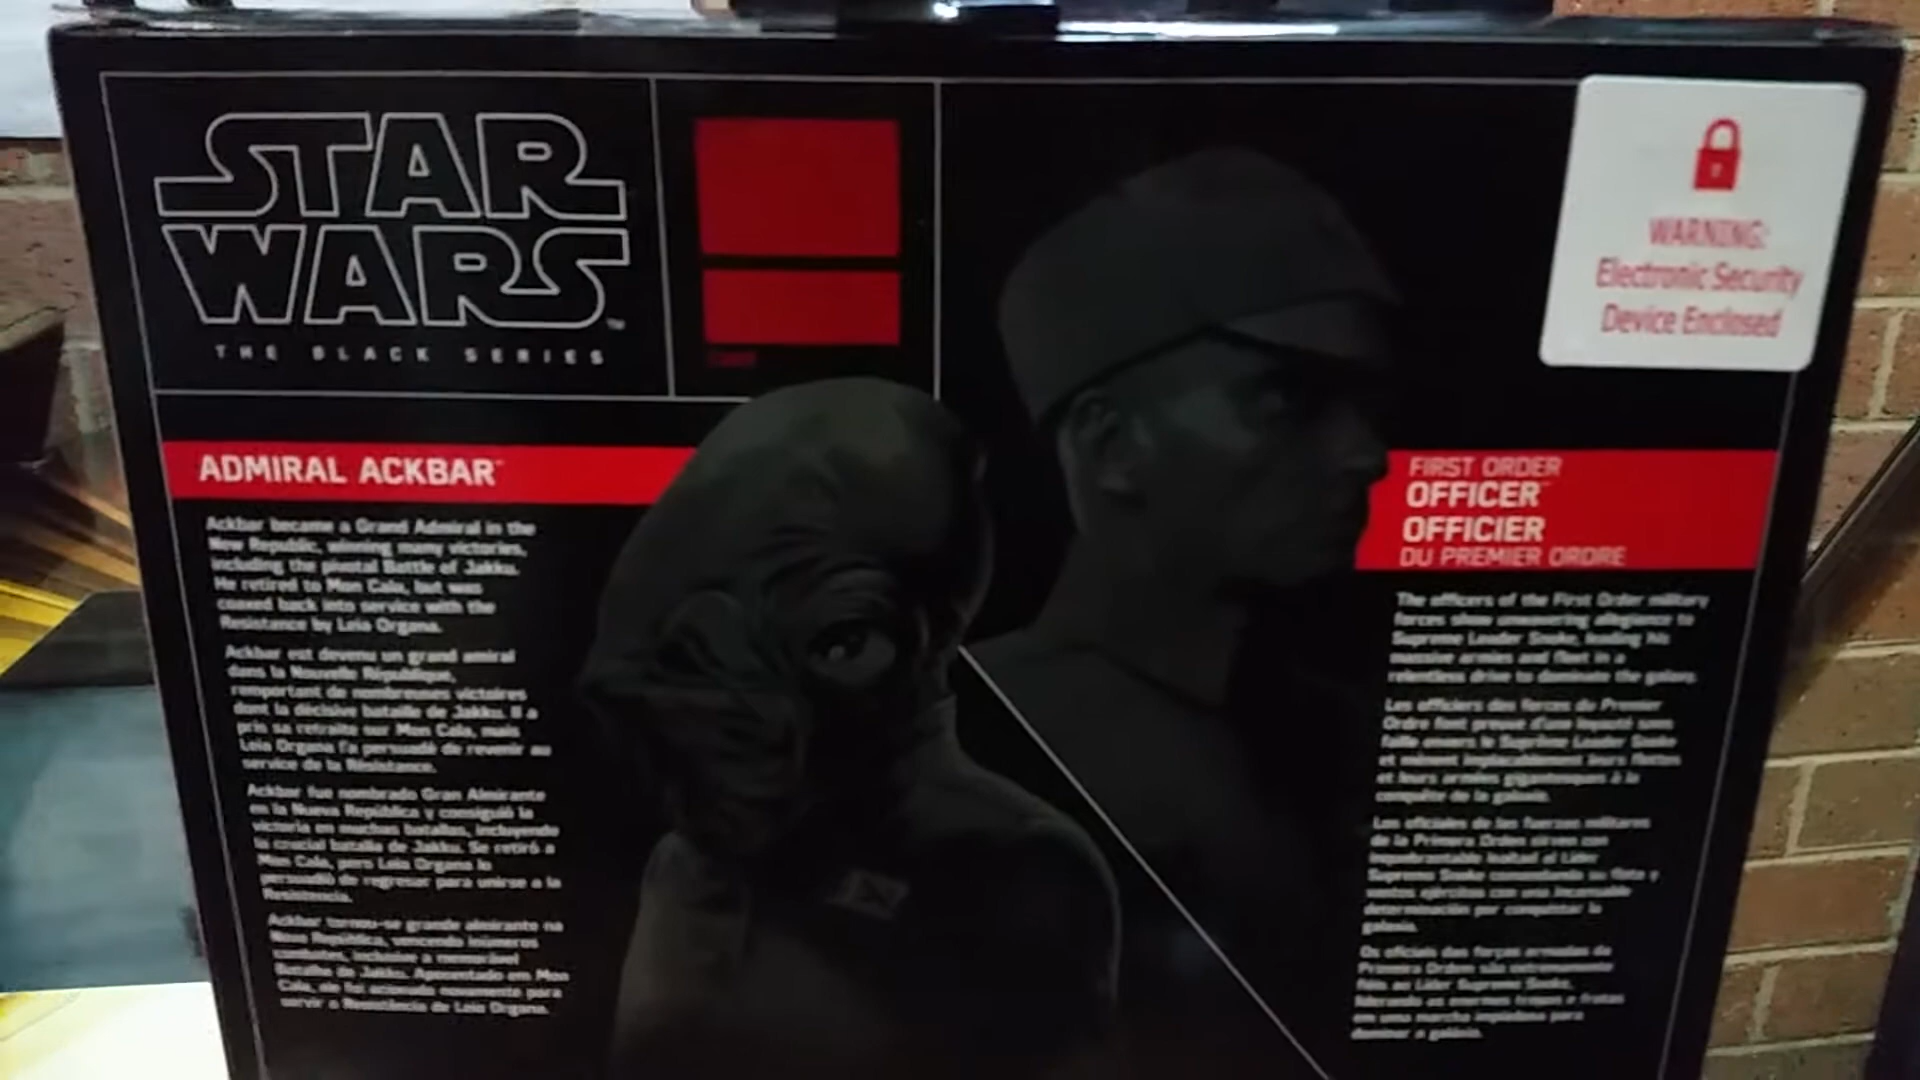 STAR
WARS
THE BLACK SERIES
WARNING:
Electronic Security
Device Enclosed
ADMIRAL ACKBAR™
Ackbar became a Grand Admiral in the
New Republic, winning many victories,
including the pivotal Battle of Jakku.
He retired to Mon Cala, but was
coaxed back into service with the
Resistance by Leia Organa.
Ackbar est devenu un grand amiral
dans la Nouvelle République,
remportant de nombreuses victoires
dont la décisive bataille de Jakku. Il a
pris sa retraite sur Mon Cala, mais
Leia Organa l'a persuadé de revenir au
service de la Résistance.
Ackbar fue nombrado Gran Almirante
en la Nueva República y consiguió la
victoria en muchas batallas, incluyendo
la crucial batalla de Jakku. Se retiró a
Mon Cala, pero Leia Organa lo
persuadió de regresar para unirse a la
Resistencia.
Ackbar tornou-se grande almirante na
Nova República, vencendo inúmeros
combates, inclusive a memorável
Batalha de Jakku. Aposentado em Mon
Cala, ele foi acionado novamente para
servir a Resistência de Leia Organa.
FIRST ORDER
OFFICER™
OFFICIER
DU PREMIER ORDRE
The officers of the First Order military
forces show unwavering allegiance to
Supreme Leader Snoke, leading his
massive armies and fleet in a
relentless drive to dominate the galaxy.
Les officiers des forces du Premier
Ordre font preuve d'une loyauté sans
faille envers le Suprême Leader Snoke
et mènent implacablement leurs flottes
et leurs armées gigantesques à la
conquête de la galaxie.
Los oficiales de las fuerzas militares
de la Primera Orden sirven con
inquebrantable lealtad al Líder
Supremo Snoke comandando su flota y
vastos ejércitos con una incansable
determinación por conquistar la
galaxia.
Os oficiais das forças armadas da
Primeira Ordem são extremamente
fiéis ao Líder Supremo Snoke,
liderando as enormes tropas e frotas
em uma marcha impiedosa para
dominar a galáxia.